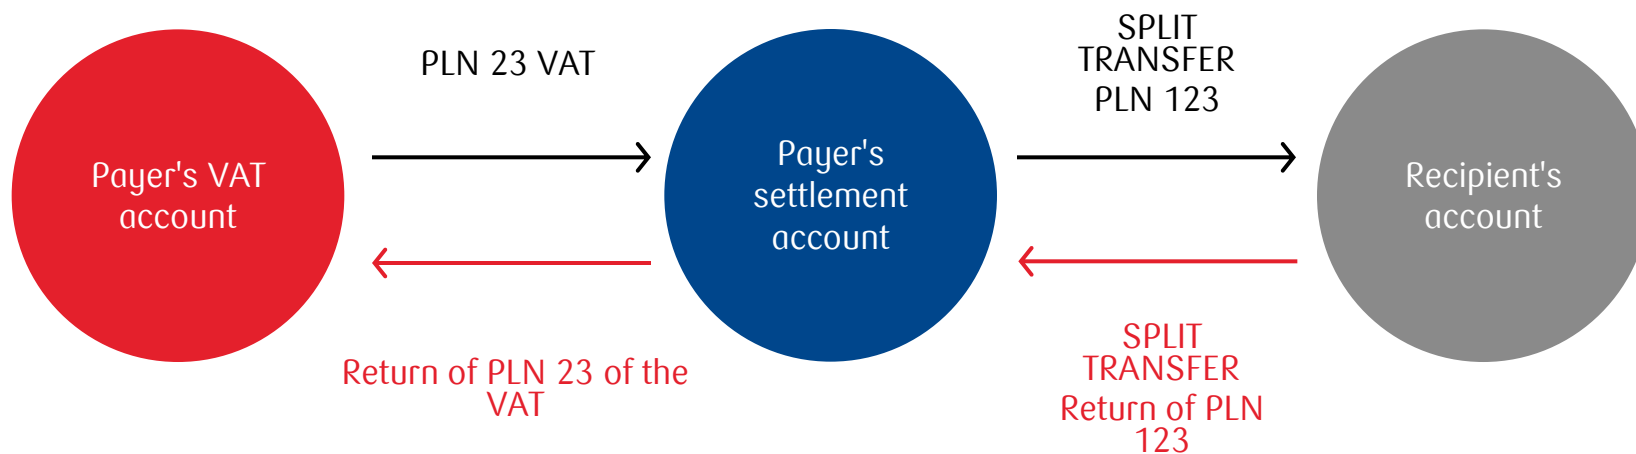 PLN 23 VAT
SPLIT
TRANSFER
PLN 123
Payer's VAT
account
Payer's
settlement
account
Recipient's
account
Return of PLN 23 of the
VAT
SPLIT
TRANSFER
Return of PLN
123